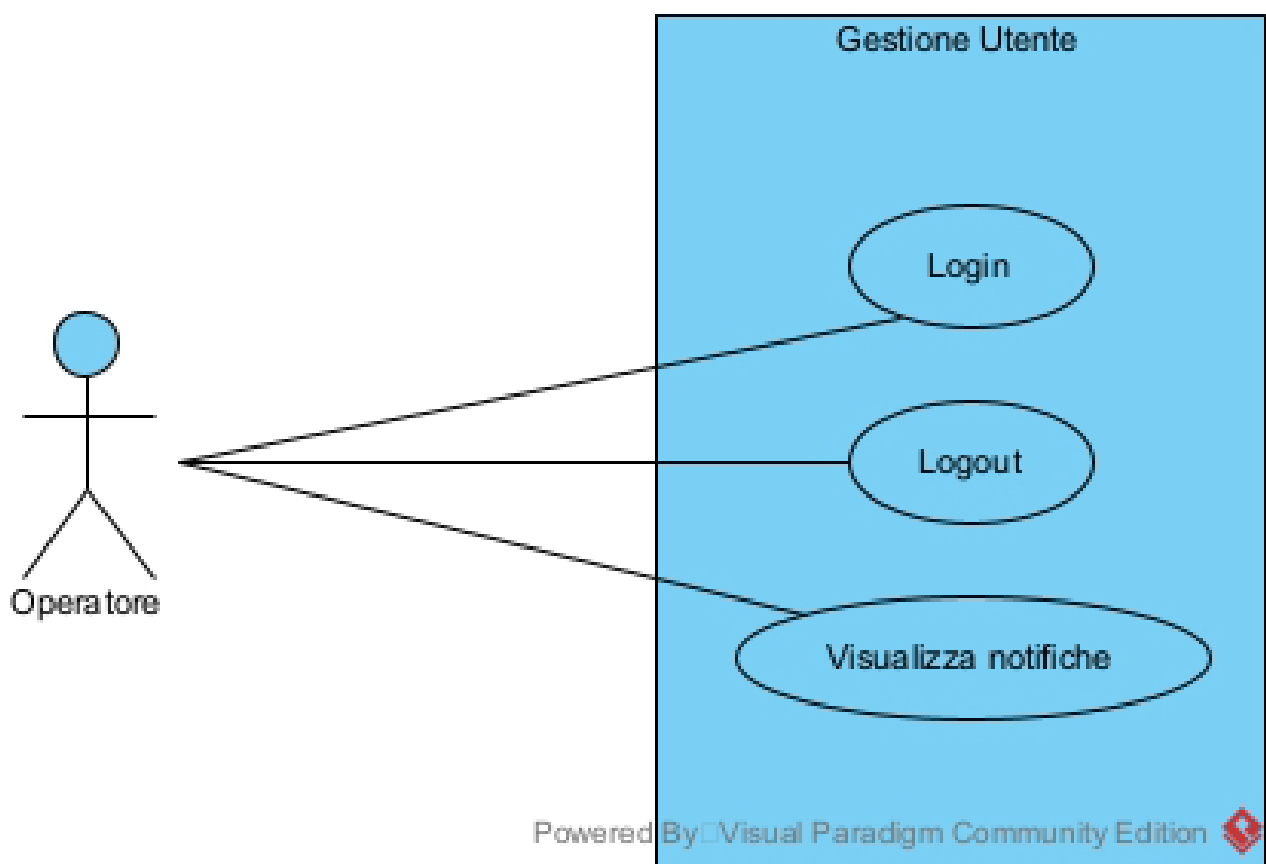 Gestione Utente
Login
Logout
Operatore
Visualizza notifiche
Powered By Visual Paradigm Community Edition